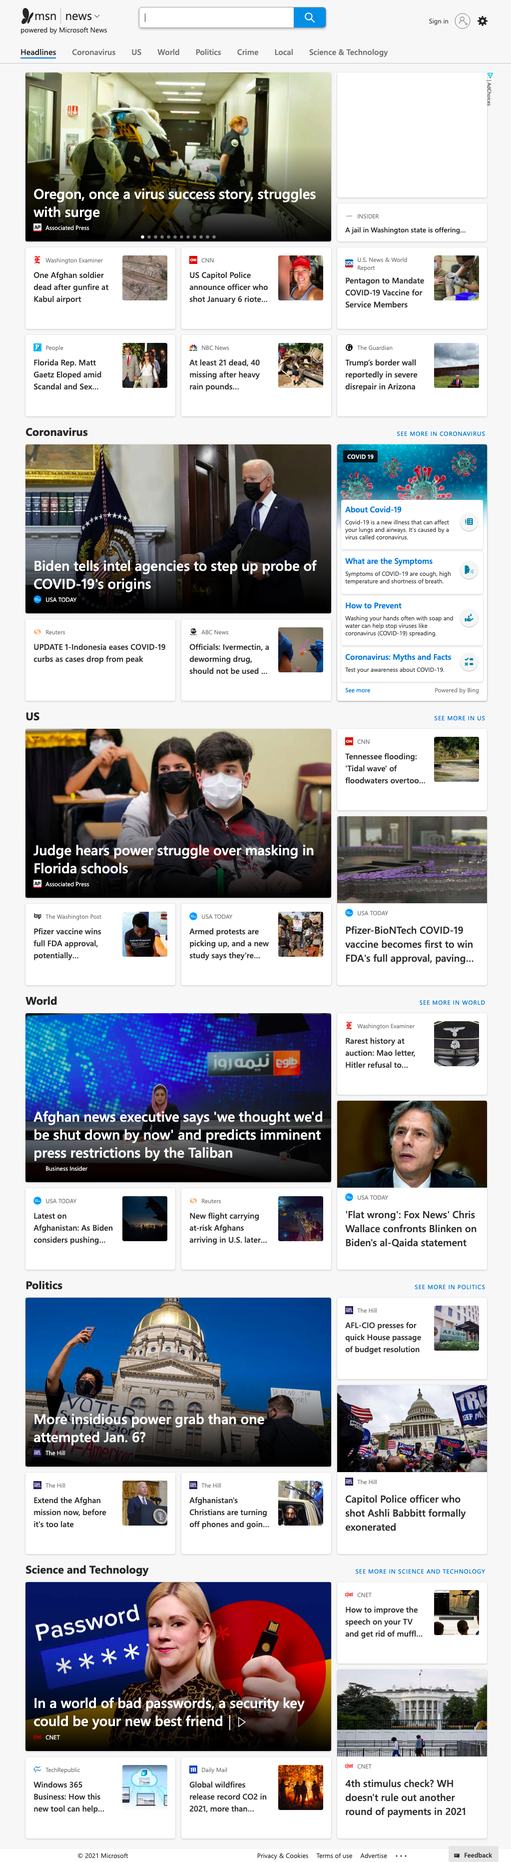 msn news
powered by Microsoft News
Sign in
Headlines Coronavirus US World Politics Crime Local Science & Technology
AdChoices
Oregon, once a virus success story, struggles
with surge
Associated Press
INSIDER
A jail in Washington state is offering...
Washington Examiner
One Afghan soldier
dead after gunfire at
Kabul airport
CNN
US Capitol Police
announce officer who
shot January 6 riote...
U.S. News & World
Report
Pentagon to Mandate
COVID-19 Vaccine for
Service Members
People
Florida Rep. Matt
Gaetz Eloped amid
Scandal and Sex...
NBC News
At least 21 dead, 40
missing after heavy
rain pounds...
The Guardian
Trump's border wall
reportedly in severe
disrepair in Arizona
Coronavirus
SEE MORE IN CORONAVIRUS
Biden tells intel agencies to step up probe of
COVID-19's origins
USA TODAY
COVID 19
About Covid-19
Covid-19 is a new illness that can affect
your lungs and airways. It's caused by a
virus called coronavirus.
What are the Symptoms
Symptoms of COVID-19 are cough, high
temperature and shortness of breath.
How to Prevent
Washing your hands often with soap and
water can help stop viruses like
coronavirus (COVID-19) spreading.
Coronavirus: Myths and Facts
Test your awareness about COVID-19.
See more
Powered by Bing
Reuters
UPDATE 1-Indonesia eases COVID-19
curbs as cases drop from peak
ABC News
Officials: Ivermectin, a
deworming drug,
should not be used ...
US
SEE MORE IN US
Judge hears power struggle over masking in
Florida schools
Associated Press
CNN
Tennessee flooding:
'Tidal wave' of
floodwaters overtoo...
The Washington Post
Pfizer vaccine wins
full FDA approval,
potentially...
USA TODAY
Armed protests are
picking up, and a new
study says they're...
USA TODAY
Pfizer-BioNTech COVID-19
vaccine becomes first to win
FDA's full approval, paving...
World
SEE MORE IN WORLD
نیمه روز
طلوع
Afghan news executive says 'we thought we'd
be shut down by now' and predicts imminent
press restrictions by the Taliban
Business Insider
Washington Examiner
Rarest history at
auction: Mao letter,
Hitler refusal to...
USA TODAY
Latest on
Afghanistan: As Biden
considers pushing...
Reuters
New flight carrying
at-risk Afghans
arriving in U.S. later...
USA TODAY
'Flat wrong': Fox News' Chris
Wallace confronts Blinken on
Biden's al-Qaida statement
Politics
SEE MORE IN POLITICS
VOTER
More insidious power grab than one
attempted Jan. 6?
The Hill
The Hill
AFL-CIO presses for
quick House passage
of budget resolution
The Hill
Extend the Afghan
mission now, before
it's too late
The Hill
Afghanistan's
Christians are turning
off phones and goin...
The Hill
Capitol Police officer who
shot Ashli Babbitt formally
exonerated
Science and Technology
SEE MORE IN SCIENCE AND TECHNOLOGY
Password
****
In a world of bad passwords, a security key
could be your new best friend
CNET
CNET
How to improve the
speech on your TV
and get rid of muffl...
TechRepublic
Windows 365
Business: How this
new tool can help...
Daily Mail
Global wildfires
release record CO2 in
2021, more than...
CNET
4th stimulus check? WH
doesn't rule out another
round of payments in 2021
© 2021 Microsoft
Privacy & Cookies Terms of use Advertise ...
Feedback